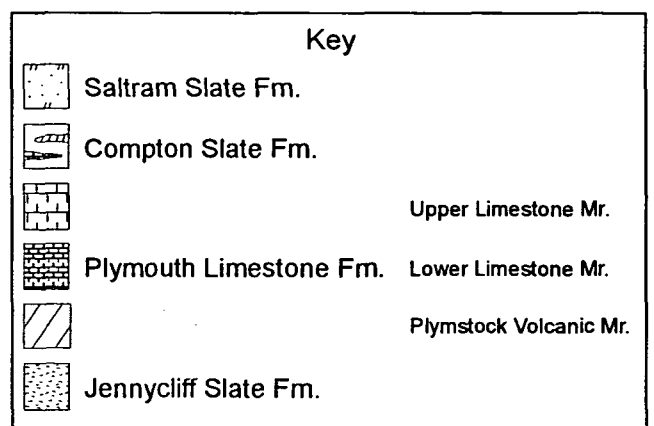 Key
Saltram Slate Fm.
Compton Slate Fm.
Upper Limestone Mr.
Plymouth Limestone Fm. Lower Limestone Mr.
Plymstock Volcanic Mr.
Jennycliff Slate Fm.